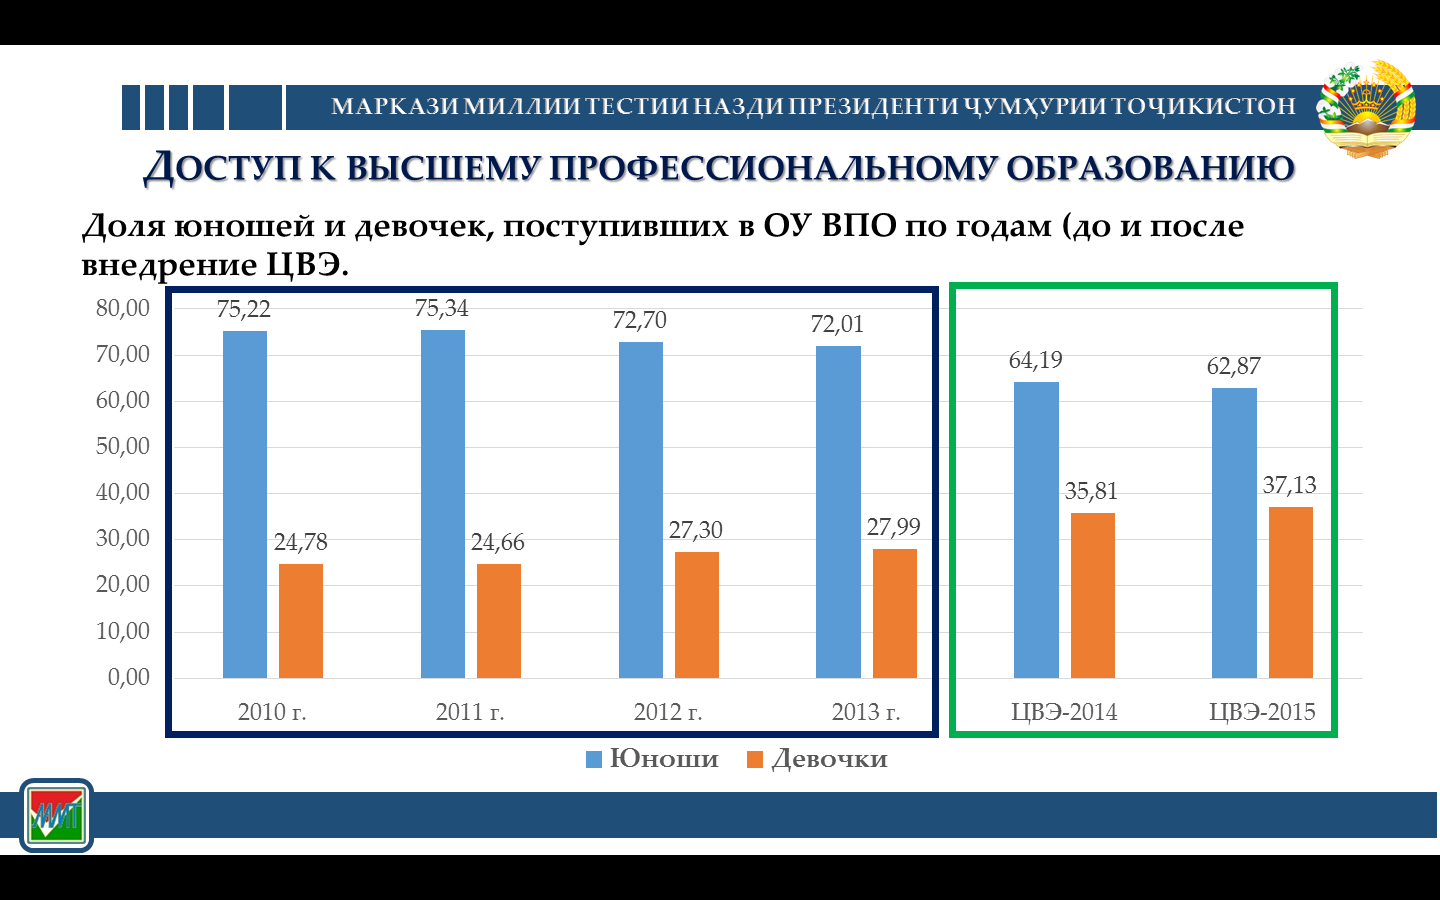 МАРКАЗИ МИЛЛИИ ТЕСТИИ НАЗДИ ПРЕЗИДЕНТИ ҶУМҲУРИИ ТОҶИКИСТОН
ДОСТУП К ВЫСШЕМУ ПРОФЕССИОНАЛЬНОМУ ОБРАЗОВАНИЮ
Доля юношей и девочек, поступивших в ОУ ВПО по годам (до и после
внедрение ЦВЭ.
80,00
70,00
60,00
50,00
40,00
30,00
20,00
10,00
0,00
75,22
24,78
75,34
24,66
72,70
27,30
72,01
27,99
64,19
35,81
62,87
37,13
2010 г.
2011 г.
2012 г.
2013 г.
ЦВЭ-2014
ЦВЭ-2015
Юноши
Девочки
ММТ